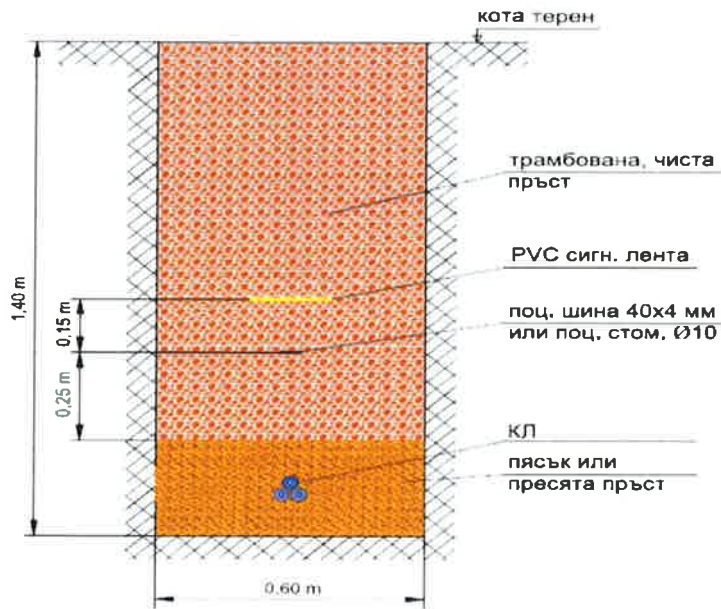 кота терен
трамбована, чиста
пръст
PVC сигн. лента
поц. шина 40x4 мм
или поц. стом. Ø10
КЛ
пясък или
пресята пръст
1,40 m
0,15 m
0,25 m
0.60 m